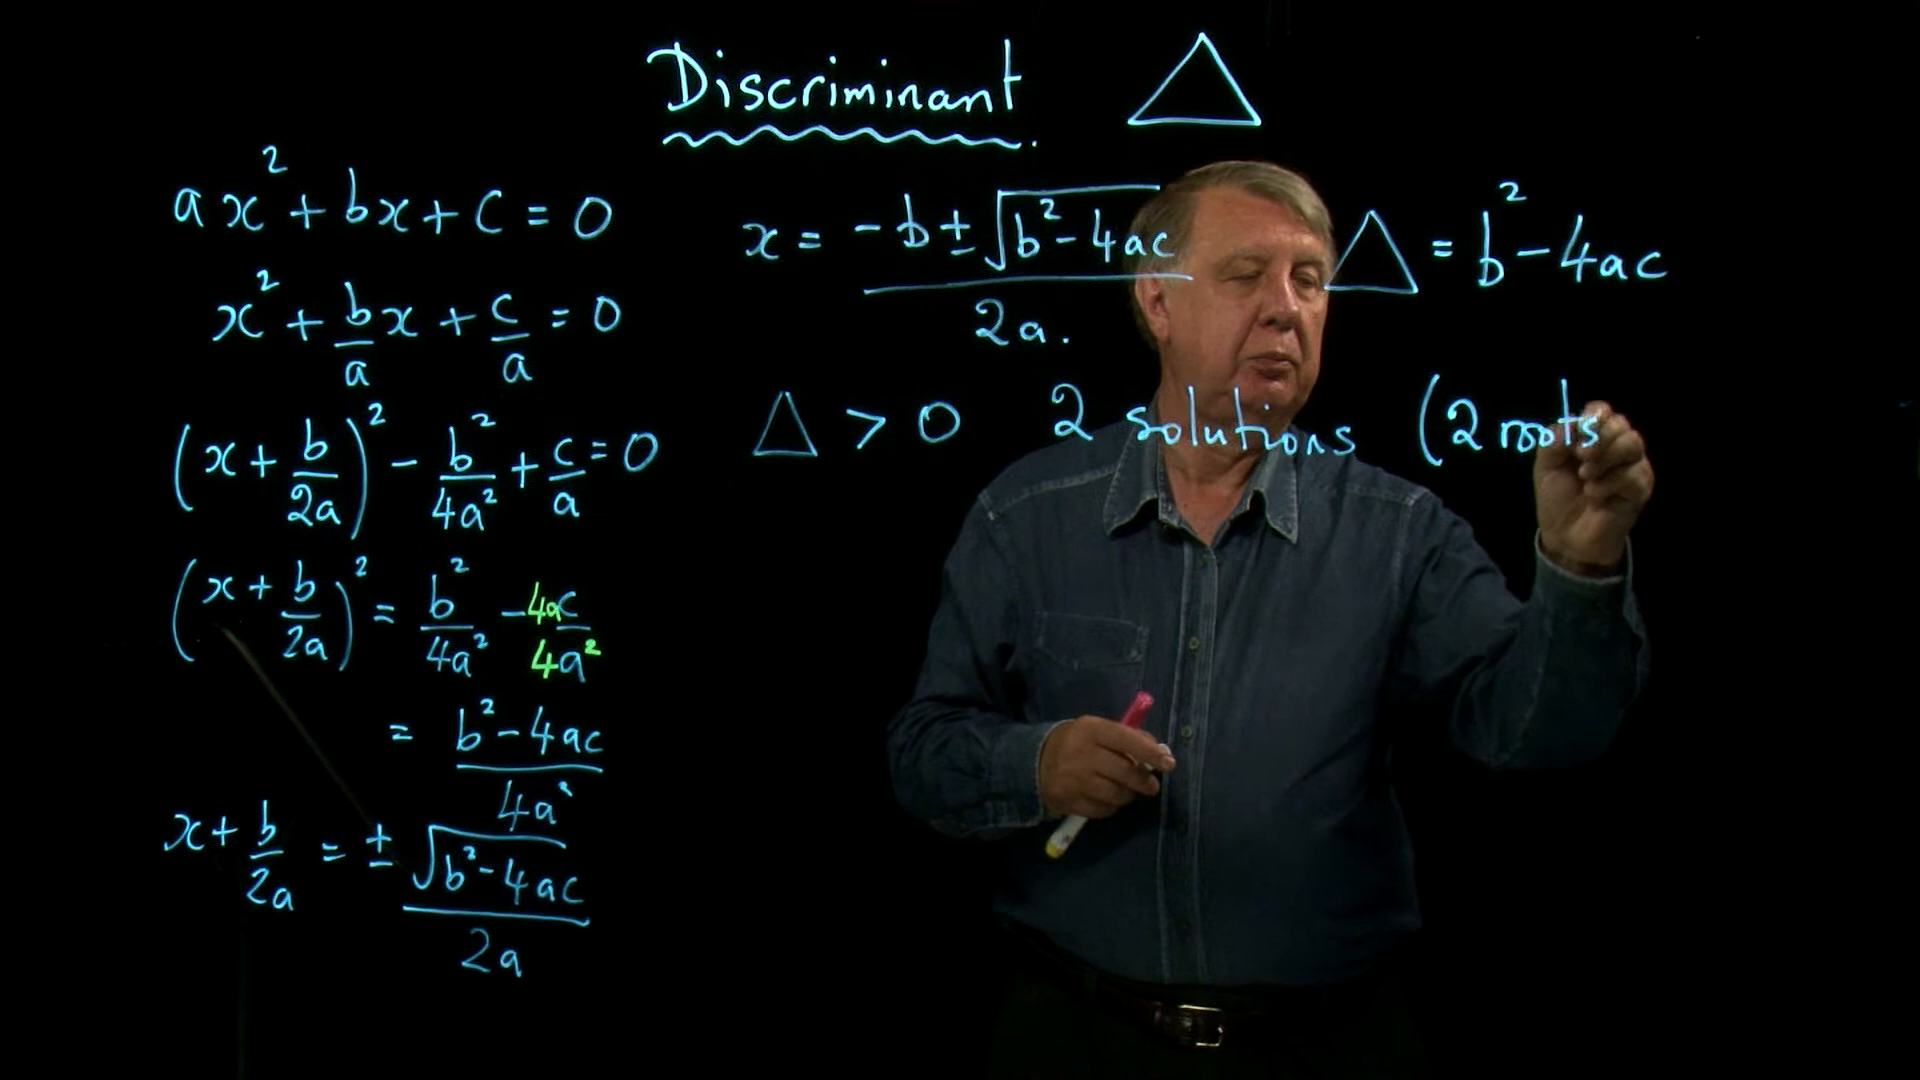 Discriminant △
ax² + bx + c = 0
x² + b/a x + c/a = 0
(x + b/2a)² - b²/4a² + c/a = 0
(x + b/2a)² = b²/4a² - 4ac/4a²
= b² - 4ac / 4a²
x + b/2a = ± √b² - 4ac / 2a
x = -b ± √b² - 4ac / 2a.
△ = b² - 4ac
△ > 0 2 solutions (2 roots